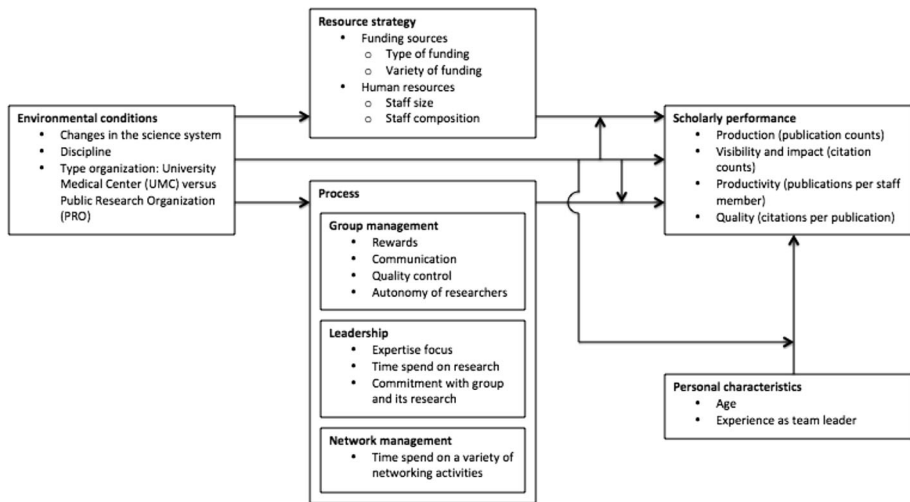 Resource strategy
• Funding sources
o Type of funding
o Variety of funding
• Human resources
o Staff size
o Staff composition
Environmental conditions
• Changes in the science system
• Discipline
• Type organization: University
Medical Center (UMC) versus
Public Research Organization
(PRO)
Scholarly performance
• Production (publication counts)
• Visibility and impact (citation
counts)
• Productivity (publications per staff
member)
• Quality (citations per publication)
Process
Group management
• Rewards
• Communication
• Quality control
• Autonomy of researchers
Leadership
• Expertise focus
• Time spend on research
• Commitment with group
and its research
Network management
• Time spend on a variety of
networking activities
Personal characteristics
• Age
• Experience as team leader